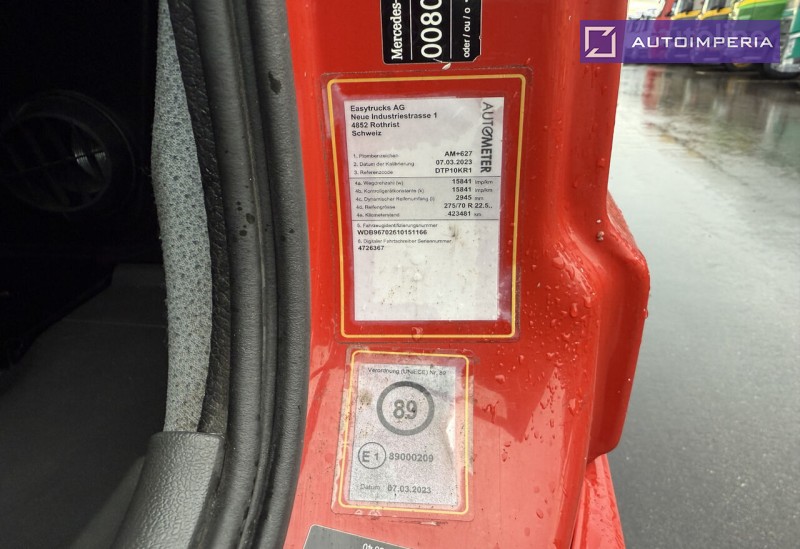 Mercedes-
0080
oder / ou / o
AUTOIMPERIA
Easytrucks AG
Neue Industriestrasse 1
4852 Rothrist
Schweiz
AUTOMETER
1. Plombenzeichen AM+627
2. Datum der Kalibrierung 07.03.2023
3. Referenzcode DTP10KR1
4a. Wegdrehzahl (w) 15841 imp/km
4b. Kontrollgerätkonstante (k) 15841 imp/km
4c. Dynamischer Reifenumfang (l) 2945 mm
4d. Reifengrösse 275/70 R 22.5..
4e. Kilometerstand 423481 km
5. Fahrzeugidentifizierungsnummer
WDB96702610151166
6. Digitaler Fahrtschreiber Seriennummer
4726367
Verordnung (UN/ECE) Nr. 89
89
E1 89000209
Datum: 07.03.2023